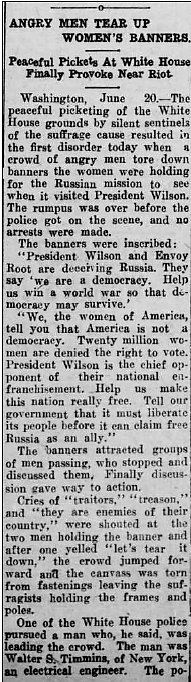 ANGRY MEN TEAR UP
WOMEN'S BANNERS.
Peaceful Pickets At White House
Finally Provoke Near Riot
Washington, June 20.—The
peaceful picketing of the White
House grounds by silent sentinels
of the suffrage cause resulted in
the first disorder today when a
crowd of angry men tore down
banners the women were holding
for the Russian mission to see
when it visited President Wilson.
The rumpus was over before the
police got on the scene, and no
arrests were made.
The banners were inscribed:
"President Wilson and Envoy
Root are deceiving Russia. They
say 'we are a democracy. Help
us win a world war so that de-
mocracy may survive.'
"We, the women of America,
tell you that America is not a
democracy. Twenty million wo-
men are denied the right to vote.
President Wilson is the chief op-
ponent of their national en-
franchisement. Help us make
this nation really free. Tell our
government that it must liberate
its people before it can claim free
Russia as an ally."
The banners attracted groups
of men passing, who stopped and
discussed them, Finally discus-
sion gave way to action.
Cries of "traitors," "treason,"
and "they are enemies of their
country," were shouted at the
two men holding the banner and
after one yelled "let's tear it
down," the crowd jumped for-
ward and the canvass was torn
from fastenings leaving the suf-
ragists holding the frames and
poles.
One of the White House police
pursued a man who, he said, was
leading the crowd. The man was
Walter S. Timmins, of New York,
an electrical engineer. The po-